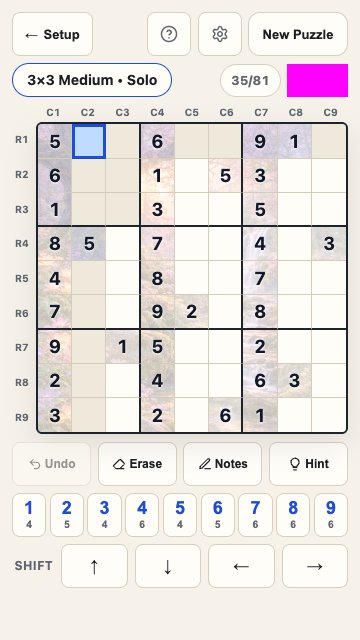 ← Setup
New Puzzle
3×3 Medium • Solo
35/81
C1 C2 C3 C4 C5 C6 C7 C8 C9
R1 5 6 9 1
R2 6 1 5 3
R3 1 3 5
R4 8 5 7 4 3
R5 4 8 7
R6 7 9 2 8
R7 9 1 5 2
R8 2 4 6 3
R9 3 2 6 1
Undo Erase Notes Hint
1 2 3 4 5 6 7 8 9
4 5 4 6 4 5 6 6 6
SHIFT ↑ ↓ ← →